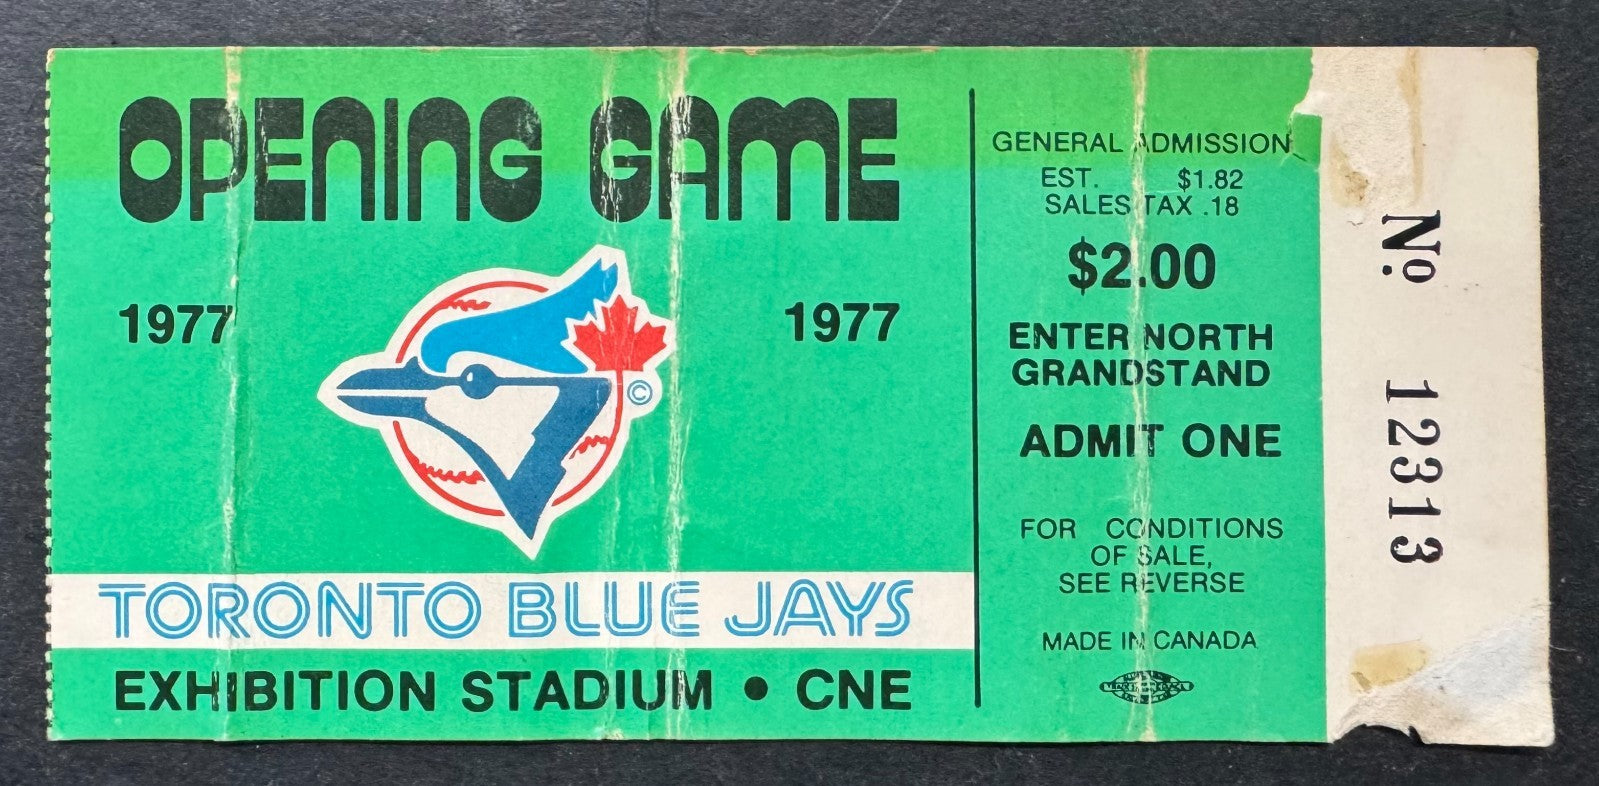 OPENING GAME
1977 1977
©
TORONTO BLUE JAYS
EXHIBITION STADIUM • CNE
GENERAL ADMISSION
EST. $1.82
SALES TAX .18
$2.00
ENTER NORTH
GRANDSTAND
ADMIT ONE
FOR CONDITIONS
OF SALE,
SEE REVERSE
MADE IN CANADA
Nº 12313